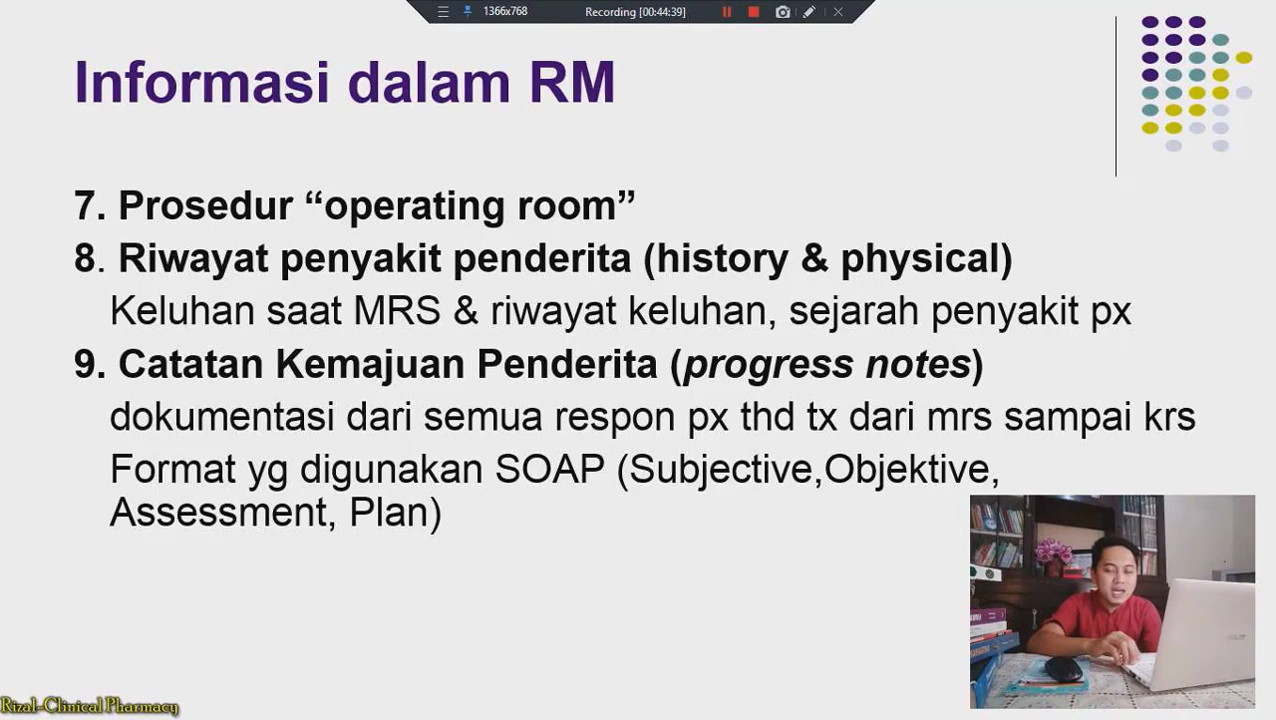 1366x768
Recording [00:44:39]
Informasi dalam RM
7. Prosedur “operating room”
8. Riwayat penyakit penderita (history & physical)
Keluhan saat MRS & riwayat keluhan, sejarah penyakit px
9. Catatan Kemajuan Penderita (progress notes)
dokumentasi dari semua respon px thd tx dari mrs sampai krs
Format yg digunakan SOAP (Subjective,Objektive,
Assessment, Plan)
ASUS
Rizal-Clinical Pharmacy